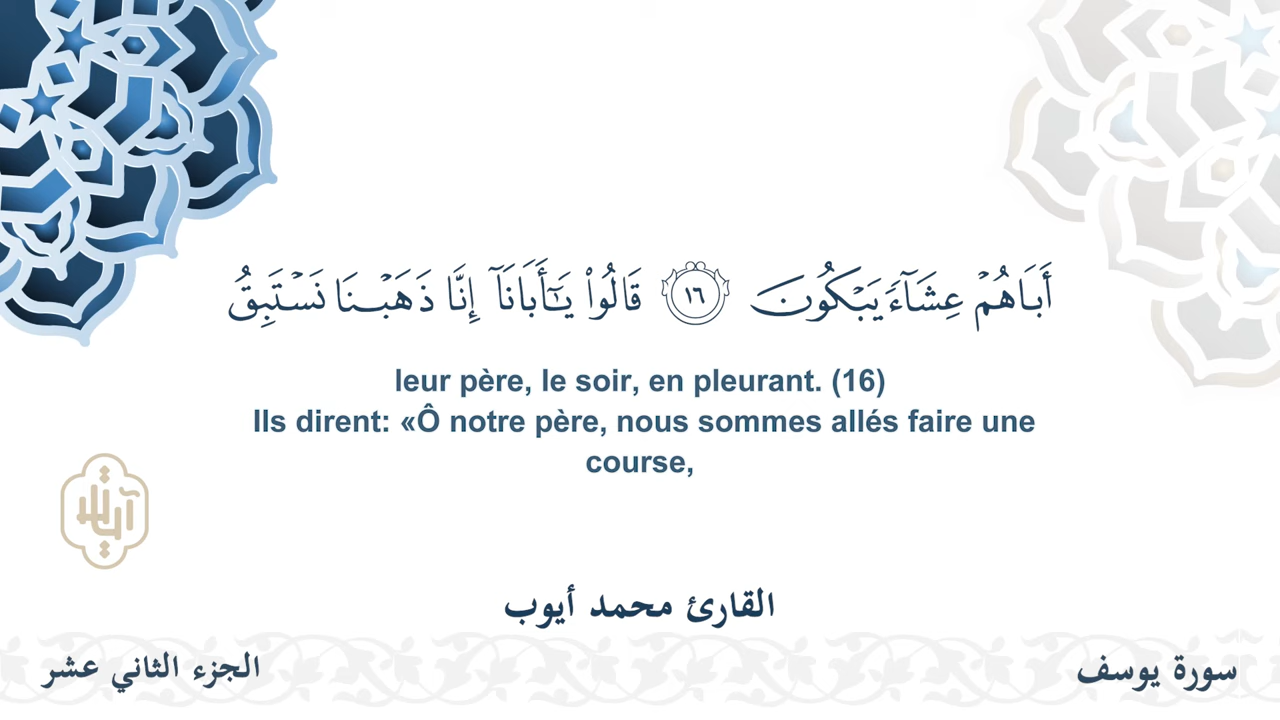 أَبَاهُمْ عِشَآءً يَبْكُونَ ١٦ قَالُوا۟ يَـٰٓأَبَانَآ إِنَّا ذَهَبْنَا نَسْتَبِقُ
leur père, le soir, en pleurant. (16)
Ils dirent: «Ô notre père, nous sommes allés faire une
course,
القارئ محمد أيوب
سورة يوسف
الجزء الثاني عشر